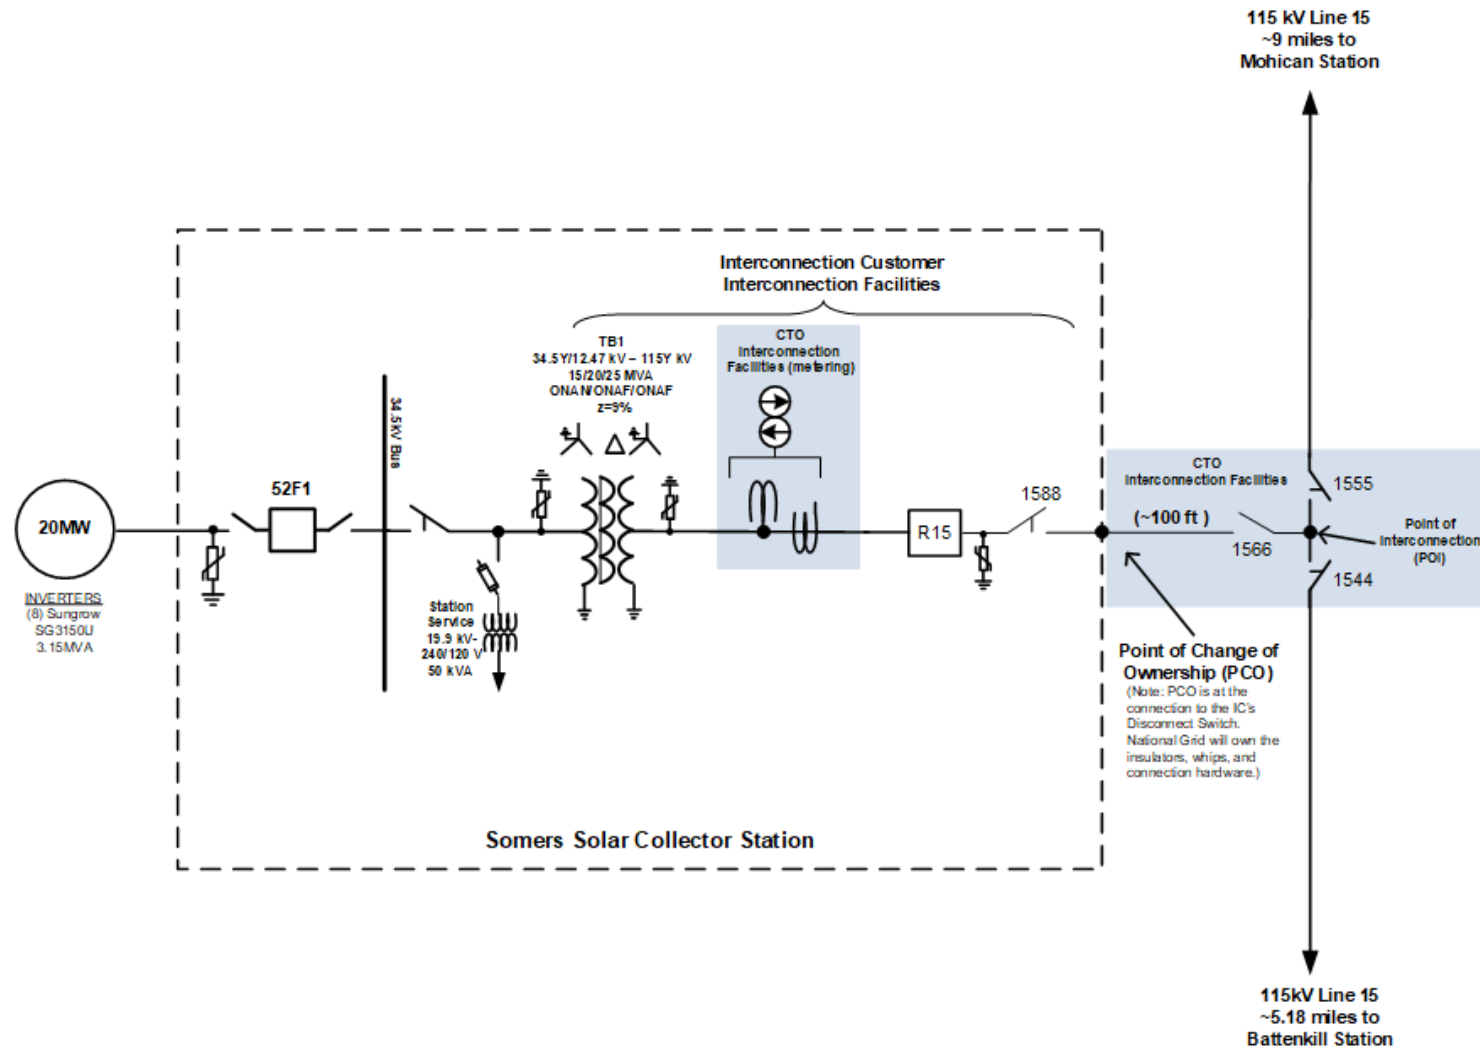 115 kV Line 15
~9 miles to
Mohican Station
Interconnection Customer
Interconnection Facilities
TB1
34.5Y/12.47 kV – 115Y kV
15/20/25 MVA
ONAN/ONAF/ONAF
z=9%
CTO
Interconnection
Facilities (metering)
34.5kV Bus
52F1
20MW
INVERTERS
(8) Sungrow
SG3150U
3.15MVA
Station
Service
19.9 kV-
240/120 V
50 kVA
R15
1588
CTO
Interconnection Facilities
(~100 ft )
1566
1555
1544
Point of
Interconnection
(POI)
Point of Change of
Ownership (PCO)
(Note: PCO is at the
connection to the IC's
Disconnect Switch.
National Grid will own the
insulators, whips, and
connection hardware.)
Somers Solar Collector Station
115kV Line 15
~5.18 miles to
Battenkill Station